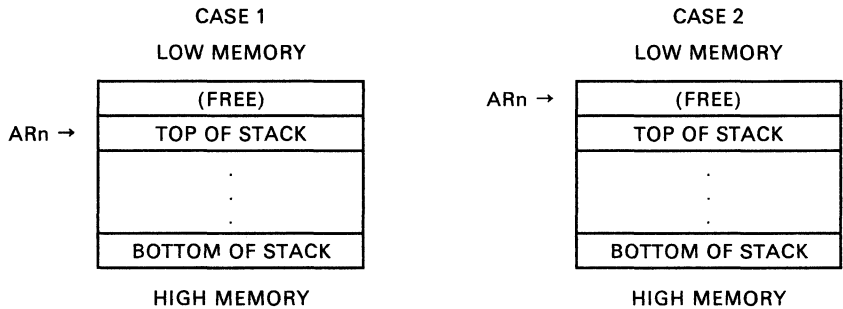 CASE 1
LOW MEMORY
(FREE)
ARn →
TOP OF STACK
.
.
.
BOTTOM OF STACK
HIGH MEMORY
CASE 2
LOW MEMORY
ARn →
(FREE)
TOP OF STACK
.
.
.
BOTTOM OF STACK
HIGH MEMORY